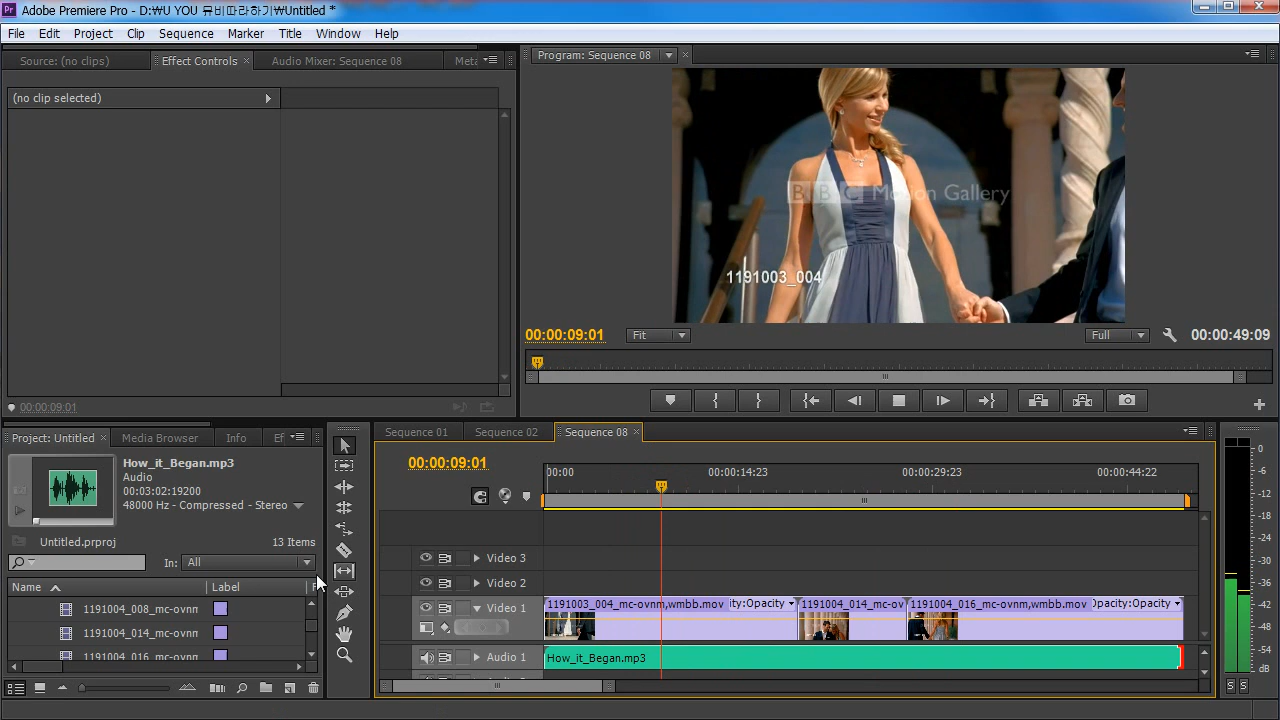 Pr Adobe Premiere Pro - D:₩U YOU 뮤비따라하기₩Untitled *
File Edit Project Clip Sequence Marker Title Window Help
Source: (no clips) Effect Controls × Audio Mixer: Sequence 08 Meta
Program: Sequence 08
(no clip selected)
BBC Motion Gallery
1191003_004
00:00:09:01 Fit Full 00:00:49:09
00:00:09:01
Project: Untitled × Media Browser Info Ef
Sequence 01 Sequence 02 Sequence 08 ×
How_it_Began.mp3
Audio
00:03:02:19200
48000 Hz - Compressed - Stereo
00:00:09:01
00:00 00:00:14:23 00:00:29:23 00:00:44:22
Untitled.prproj 13 Items
In: All
Name Label
1191004_008_mc-ovnm
1191004_014_mc-ovnm
1191004_016_mc-ovnm
Video 3
Video 2
Video 1 1191003_004_mc-ovnm,wmbb.mov ity:Opacity 1191004_014_mc-ov 1191004_016_mc-ovnm,wmbb.mov Opacity:Opacity
Audio 1 How_it_Began.mp3
0
-6
-12
-18
-24
-30
-36
-42
-48
-54
dB
S S